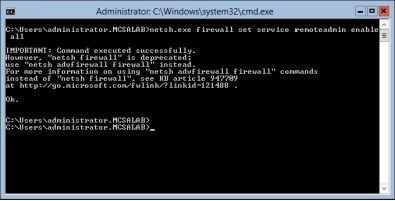 Administrator: C:\Windows\system32\cmd.exe
C:\Users\administrator.MCSALAB>netsh.exe firewall set service remoteadmin enable
all
IMPORTANT: Command executed successfully.
However, "netsh firewall" is deprecated;
use "netsh advfirewall firewall" instead.
For more information on using "netsh advfirewall firewall" commands
instead of "netsh firewall", see KB article 947709
at http://go.microsoft.com/fwlink/?linkid=121488 .
Ok.
C:\Users\administrator.MCSALAB>
C:\Users\administrator.MCSALAB>_